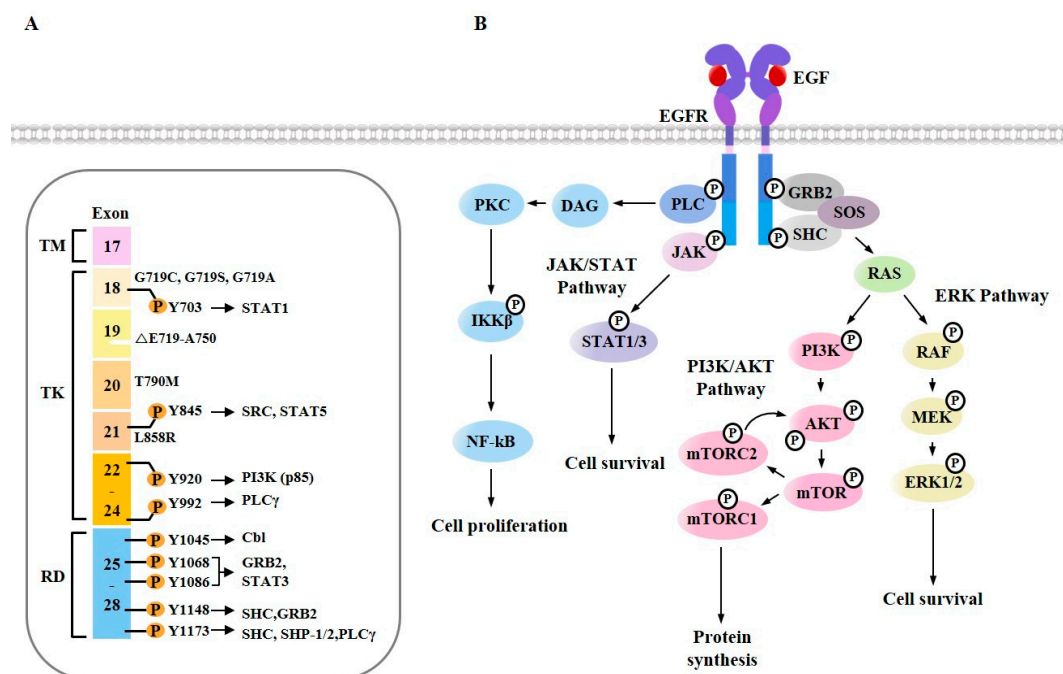 A
Exon
TM
17
18
G719C, G719S, G719A
P Y703
STAT1
19
△E719-A750
TK
20
T790M
P Y845
SRC, STAT5
21
L858R
22
-
24
P Y920
PI3K (p85)
P Y992
PLCγ
RD
25
-
28
P Y1045
Cbl
P Y1068
P Y1086
GRB2,
STAT3
P Y1148
SHC,GRB2
P Y1173
SHC, SHP-1/2,PLCγ
B
EGF
EGFR
PKC
DAG
PLC
P
P
GRB2
SOS
JAK
P
P
SHC
JAK/STAT
Pathway
RAS
ERK Pathway
IKKβ
P
P
STAT1/3
PI3K
P
RAF
P
PI3K/AKT
Pathway
NF-kB
Cell survival
P
mTORC2
AKT
P
P
MEK
P
mTOR
P
P
mTORC1
P
ERK1/2
Cell proliferation
Cell survival
Protein
synthesis